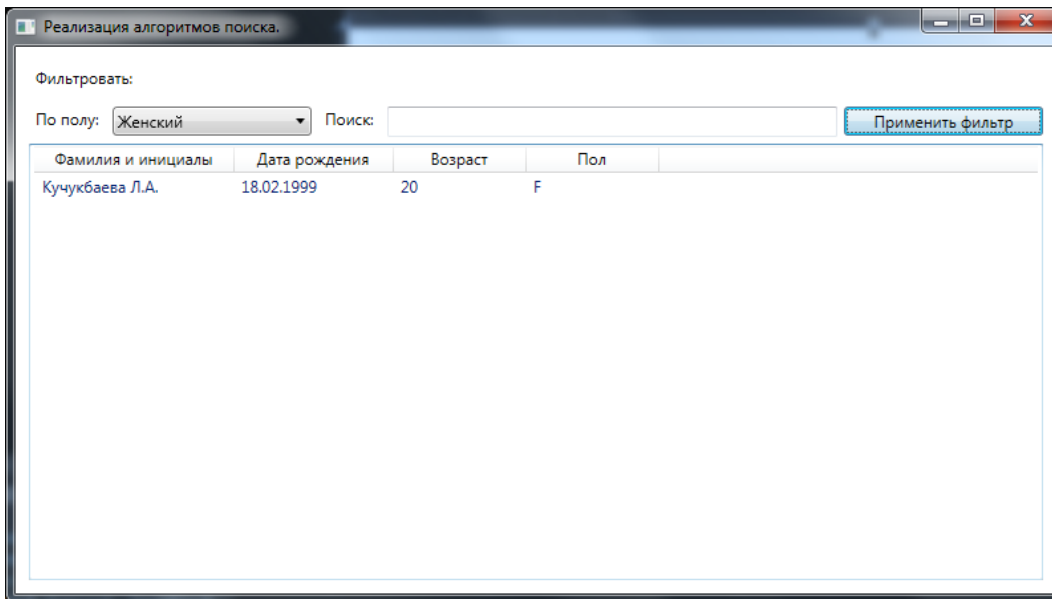 Реализация алгоритмов поиска.
Фильтровать:
По полу: Женский Поиск: Применить фильтр
Фамилия и инициалы Дата рождения Возраст Пол
Кучукбаева Л.А. 18.02.1999 20 F